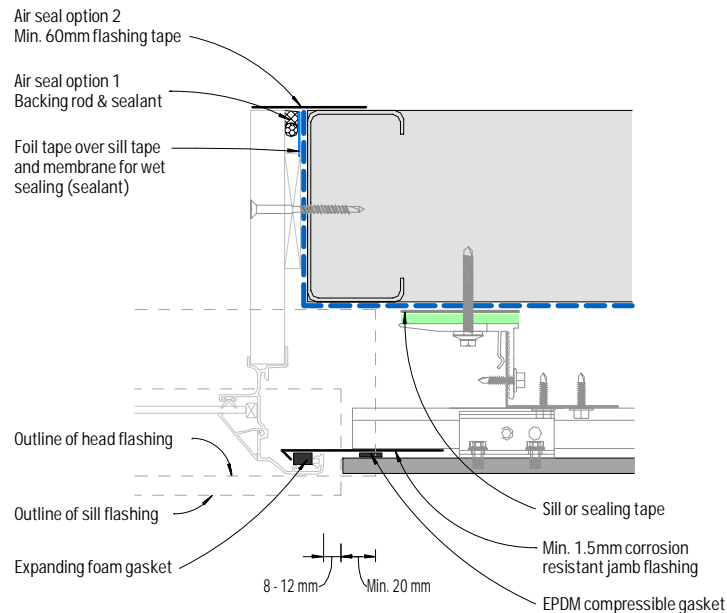 Air seal option 2
Min. 60mm flashing tape
Air seal option 1
Backing rod & sealant
Foil tape over sill tape
and membrane for wet
sealing (sealant)
Outline of head flashing
Outline of sill flashing
Expanding foam gasket
8 - 12 mm
Min. 20 mm
Sill or sealing tape
Min. 1.5mm corrosion
resistant jamb flashing
EPDM compressible gasket